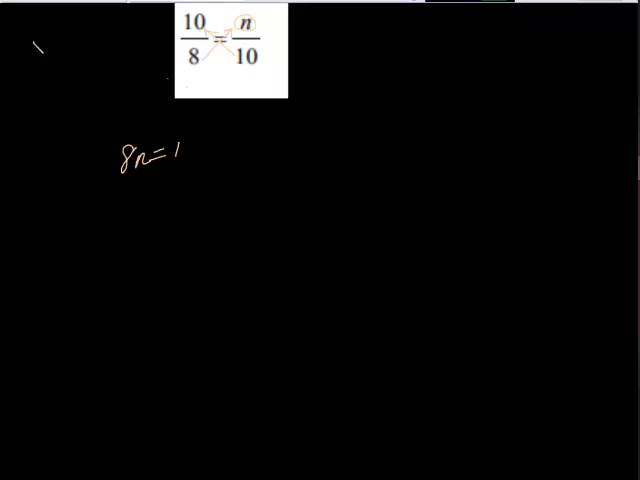 10/8 = n/10
8n = 1